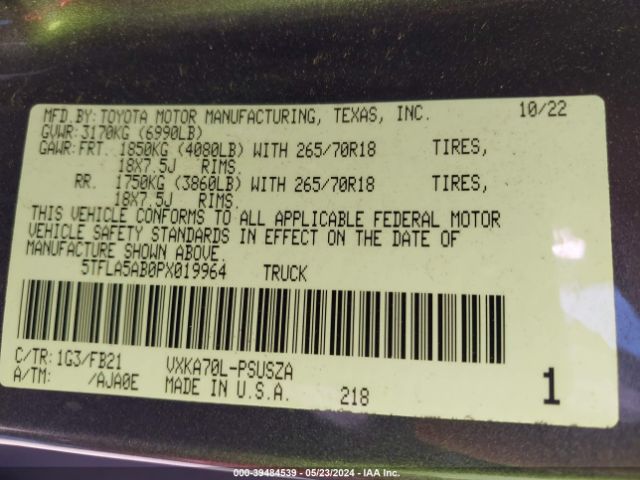 MFD.BY: TOYOTA MOTOR MANUFACTURING, TEXAS, INC. 10/22
GVWR: 3170KG (6990LB)
GAWR: FRT. 1850KG (4080LB) WITH 265/70R18 TIRES,
18X7.5J RIMS.
RR. 1750KG (3860LB) WITH 265/70R18 TIRES,
18X7.5J RIMS.
THIS VEHICLE CONFORMS TO ALL APPLICABLE FEDERAL MOTOR
VEHICLE SAFETY STANDARDS IN EFFECT ON THE DATE OF
MANUFACTURE SHOWN ABOVE.
5TFLA5AB0PX019964 TRUCK
C/TR: 1G3/FB21 VXKA70L-PSUSZA
A/TM: /AJA0E MADE IN U.S.A. 218 1
000-39484539 - 05/23/2024 - IAA Inc.